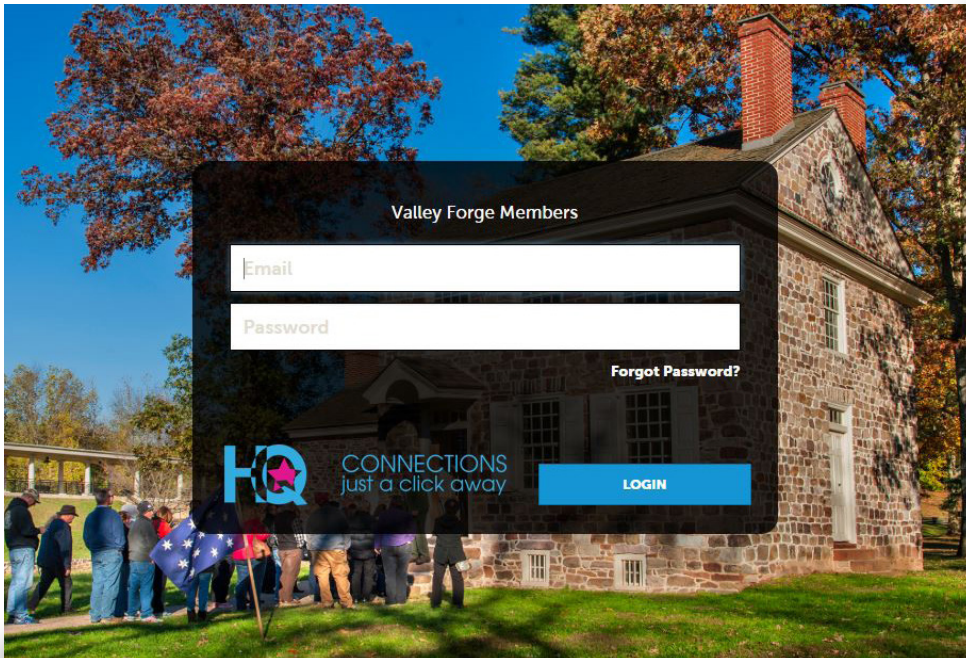 Valley Forge Members
Email
Password
Forgot Password?
HQ
CONNECTIONS
just a click away
LOGIN